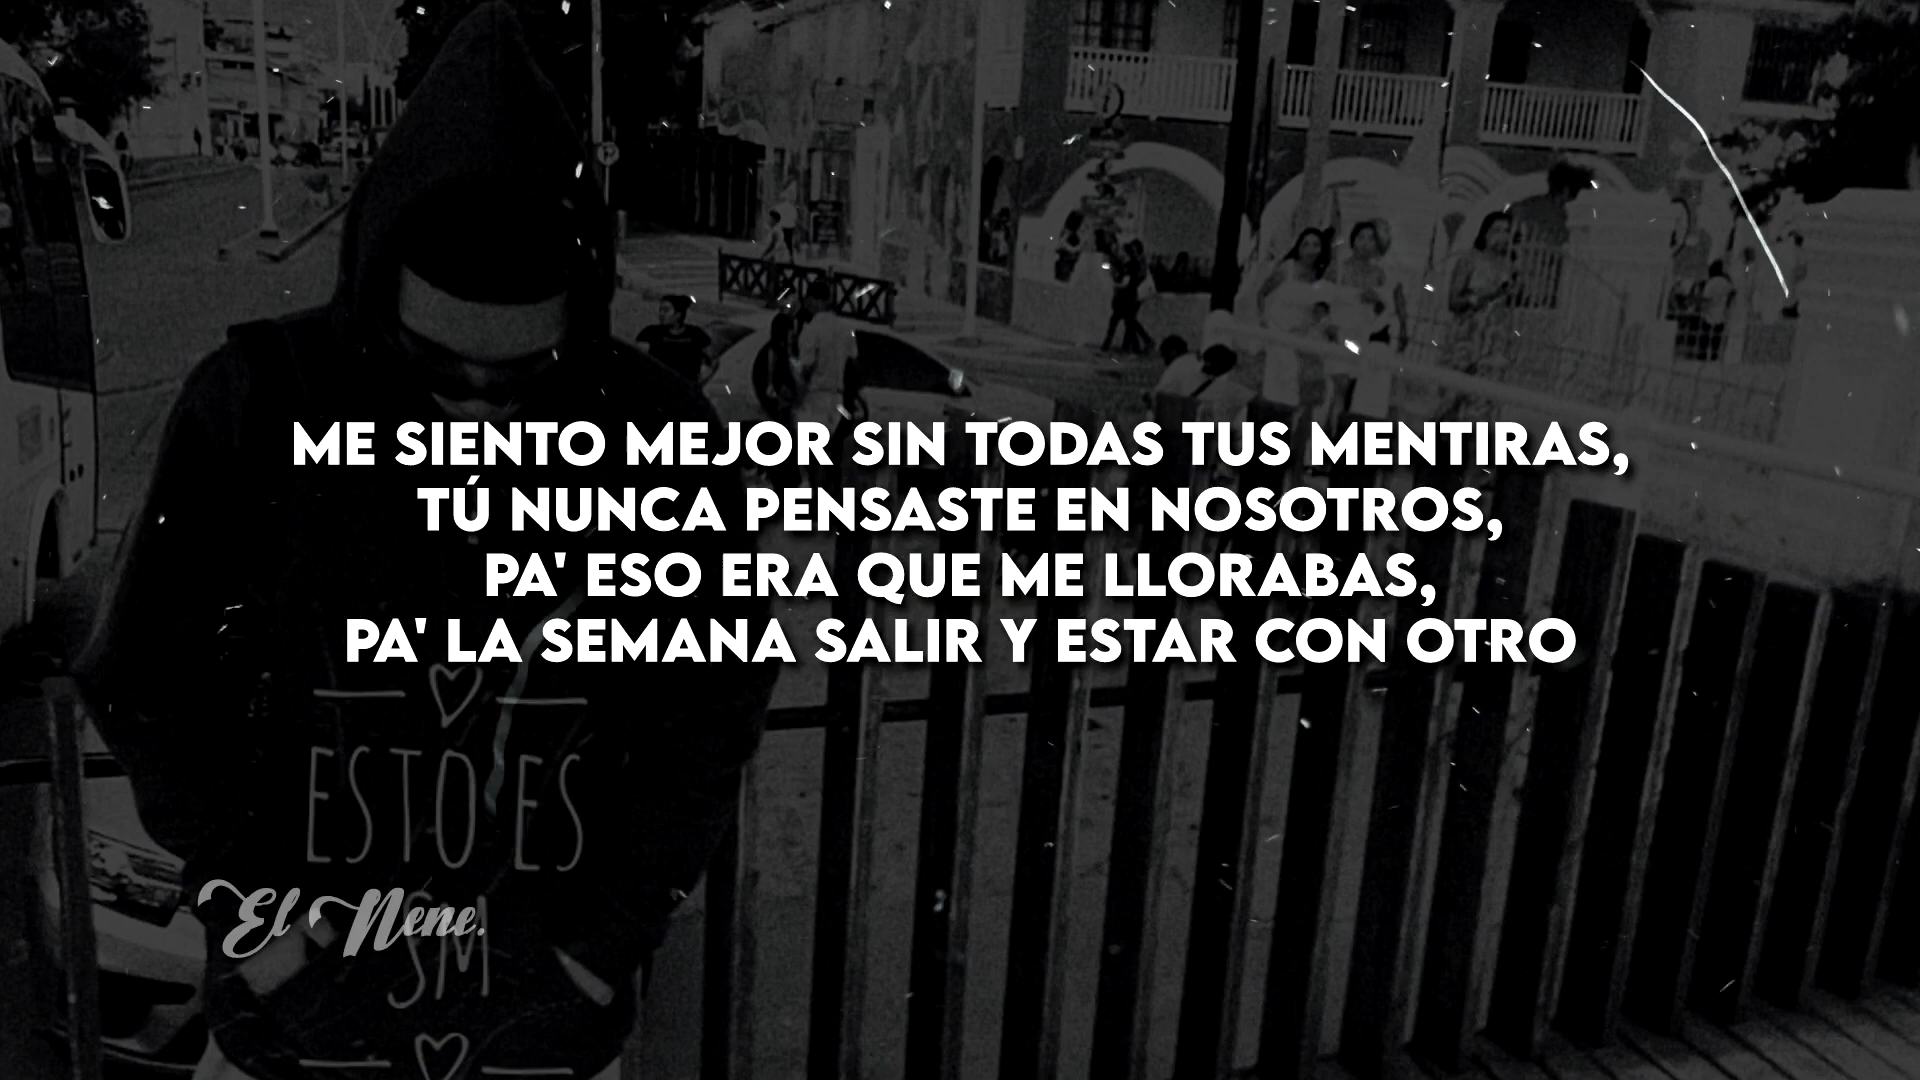 ME SIENTO MEJOR SIN TODAS TUS MENTIRAS,
TÚ NUNCA PENSASTE EN NOSOTROS,
PA' ESO ERA QUE ME LLORABAS,
PA' LA SEMANA SALIR Y ESTAR CON OTRO
ESTO ES
SM
El Nene.